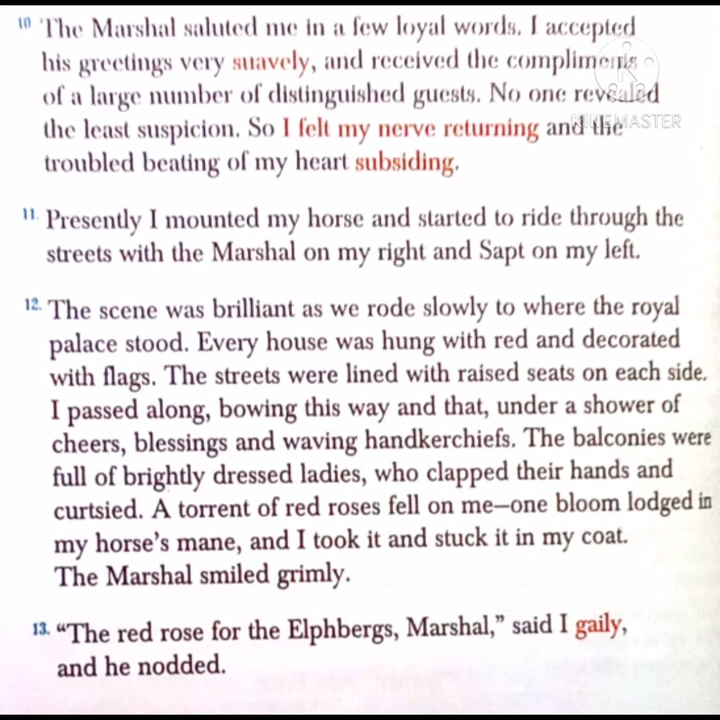 10 The Marshal saluted me in a few loyal words. I accepted
his greetings very suavely, and received the compliments
of a large number of distinguished guests. No one revealed
the least suspicion. So I felt my nerve returning and the
KINEMASTER
troubled beating of my heart subsiding.
11. Presently I mounted my horse and started to ride through the
streets with the Marshal on my right and Sapt on my left.
12. The scene was brilliant as we rode slowly to where the royal
palace stood. Every house was hung with red and decorated
with flags. The streets were lined with raised seats on each side.
I passed along, bowing this way and that, under a shower of
cheers, blessings and waving handkerchiefs. The balconies were
full of brightly dressed ladies, who clapped their hands and
curtsied. A torrent of red roses fell on me—one bloom lodged in
my horse's mane, and I took it and stuck it in my coat.
The Marshal smiled grimly.
13. “The red rose for the Elphbergs, Marshal,” said I gaily,
and he nodded.